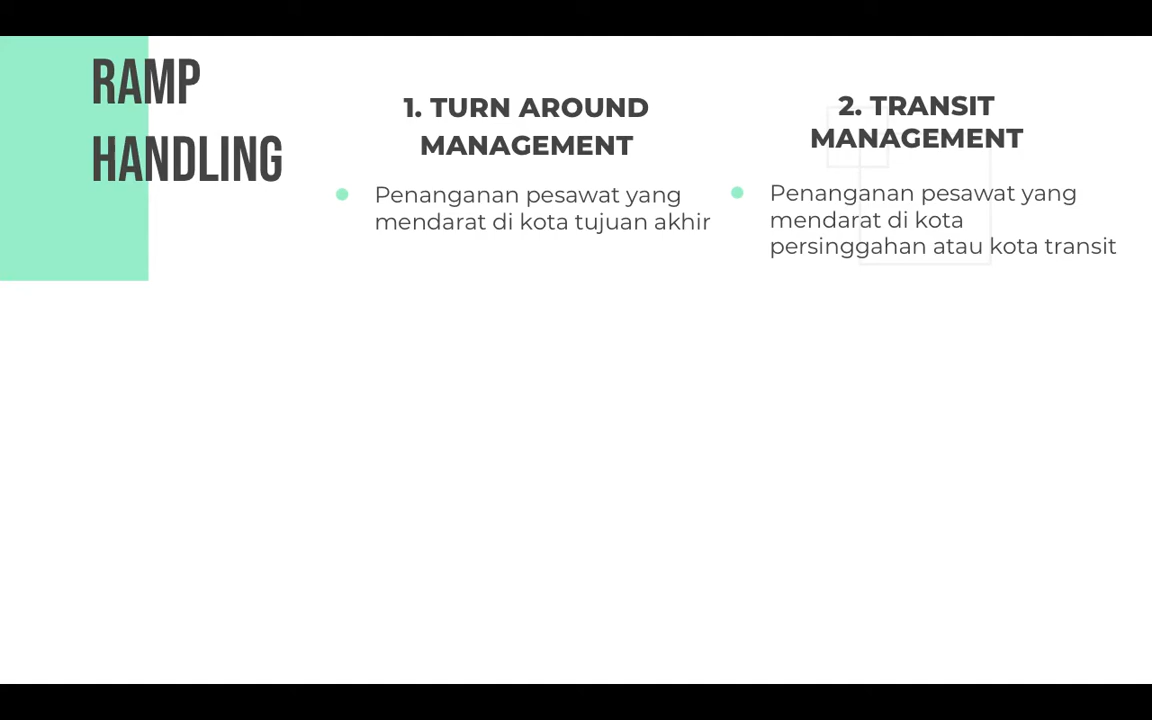 RAMP
HANDLING
1. TURN AROUND
MANAGEMENT
Penanganan pesawat yang
mendarat di kota tujuan akhir
2. TRANSIT
MANAGEMENT
Penanganan pesawat yang
mendarat di kota
persinggahan atau kota transit